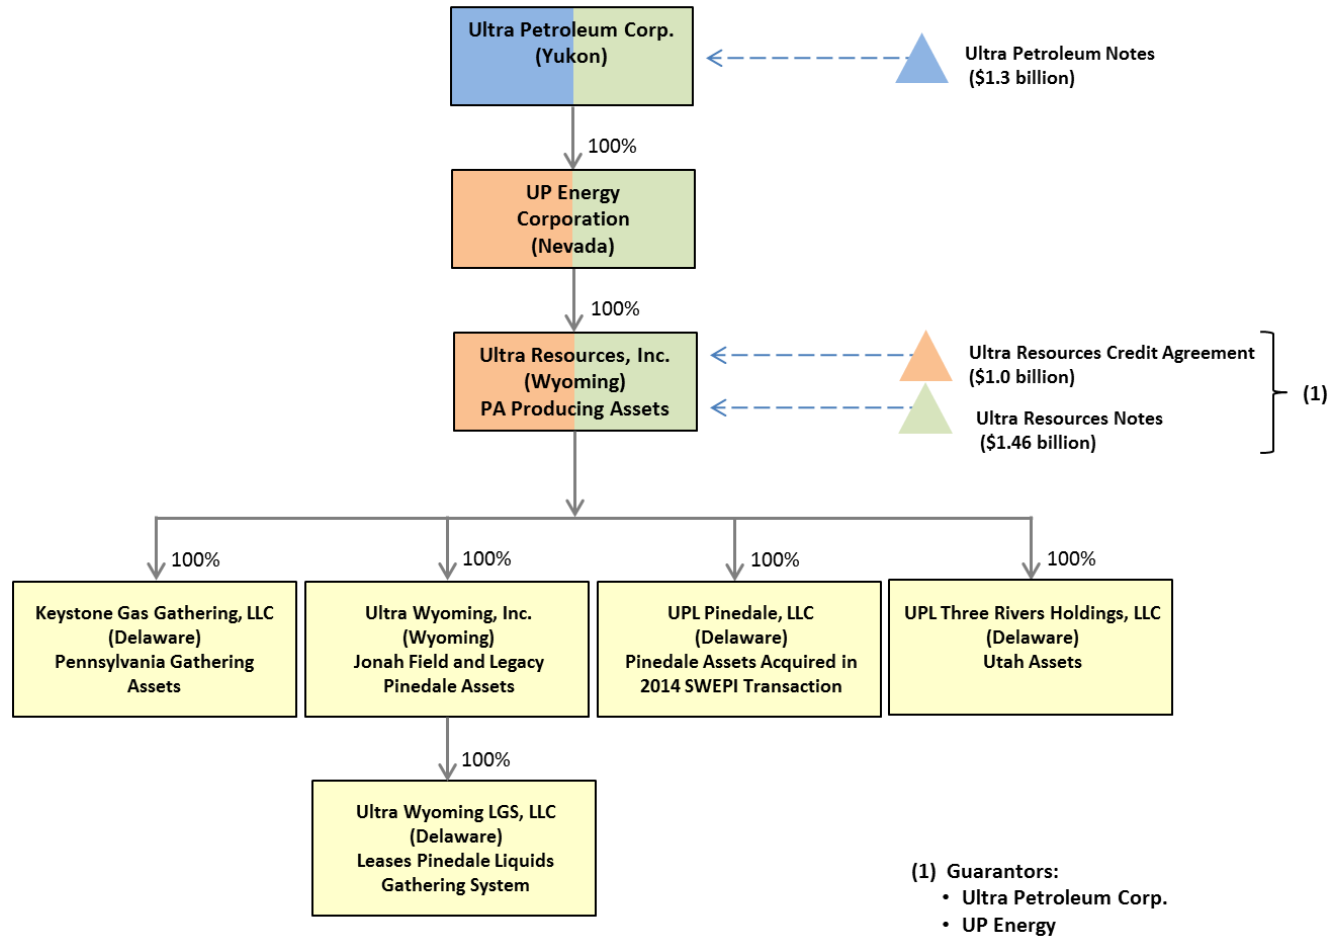 Ultra Petroleum Corp.
(Yukon)
Ultra Petroleum Notes
($1.3 billion)
100%
UP Energy
Corporation
(Nevada)
100%
Ultra Resources, Inc.
(Wyoming)
PA Producing Assets
Ultra Resources Credit Agreement
($1.0 billion)
Ultra Resources Notes
($1.46 billion)
(1)
100%
100%
100%
100%
Keystone Gas Gathering, LLC
(Delaware)
Pennsylvania Gathering
Assets
Ultra Wyoming, Inc.
(Wyoming)
Jonah Field and Legacy
Pinedale Assets
UPL Pinedale, LLC
(Delaware)
Pinedale Assets Acquired in
2014 SWEPI Transaction
UPL Three Rivers Holdings, LLC
(Delaware)
Utah Assets
100%
Ultra Wyoming LGS, LLC
(Delaware)
Leases Pinedale Liquids
Gathering System
(1) Guarantors:
• Ultra Petroleum Corp.
• UP Energy